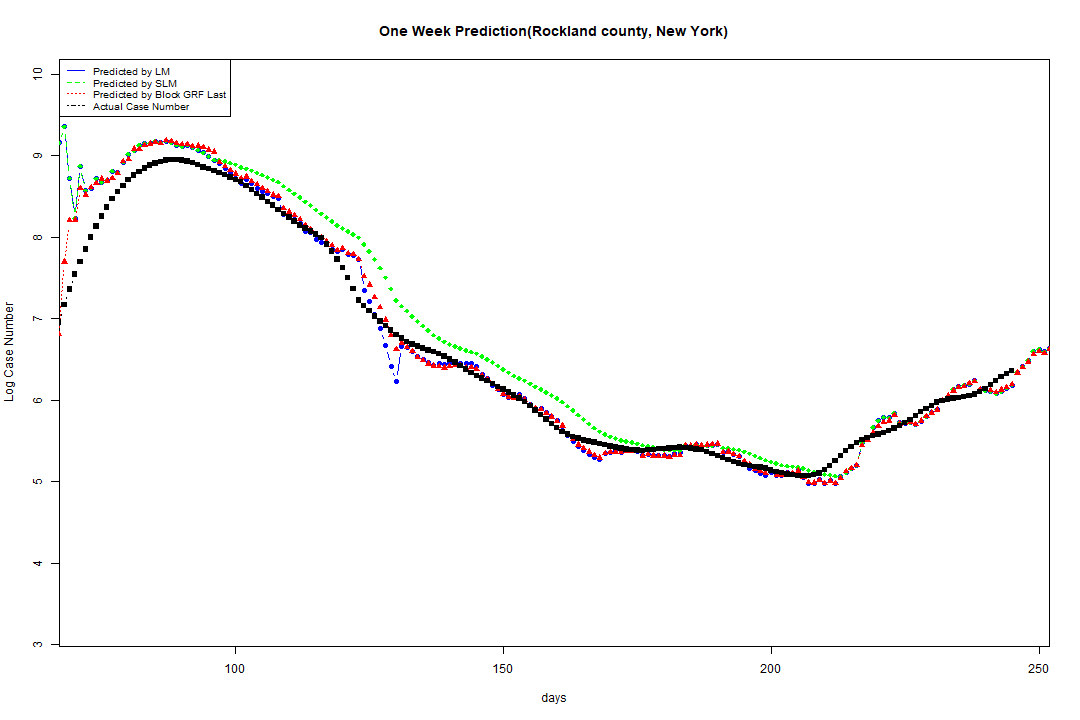 One Week Prediction(Rockland county, New York)
Predicted by LM
Predicted by SLM
Predicted by Block GRF Last
Actual Case Number
10
9
8
7
6
5
4
3
Log Case Number
100 150 200 250
days